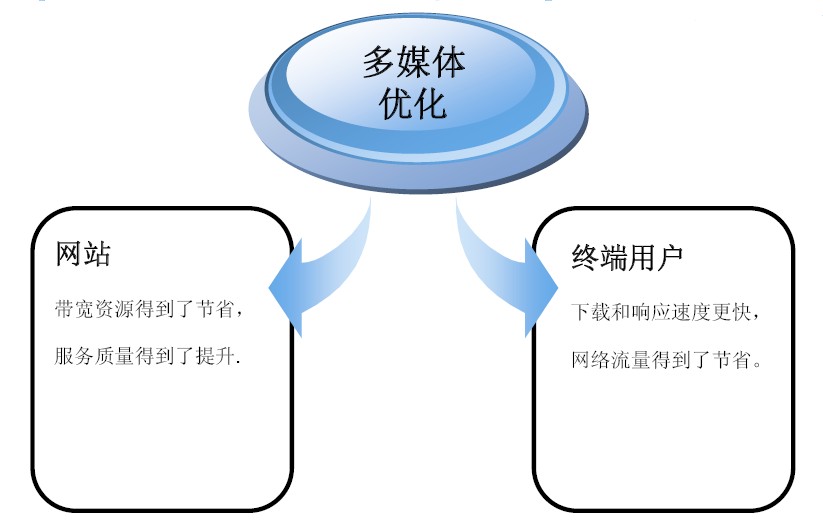 多媒体
优化
网站
带宽资源得到了节省，
服务质量得到了提升.
终端用户
下载和响应速度更快，
网络流量得到了节省。